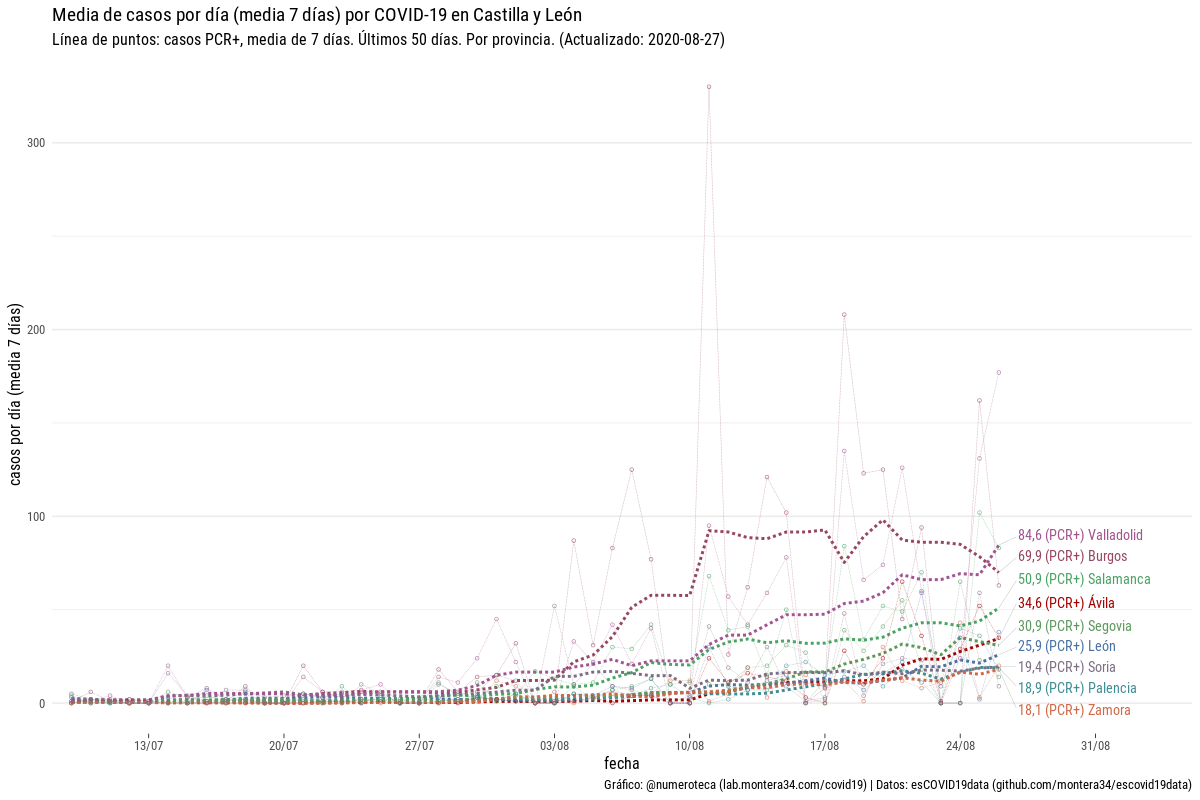 Media de casos por día (media 7 días) por COVID-19 en Castilla y León
Línea de puntos: casos PCR+, media de 7 días. Últimos 50 días. Por provincia. (Actualizado: 2020-08-27)
casos por día (media 7 días)
300
200
100
0
84,6 (PCR+) Valladolid
69,9 (PCR+) Burgos
50,9 (PCR+) Salamanca
34,6 (PCR+) Ávila
30,9 (PCR+) Segovia
25,9 (PCR+) León
19,4 (PCR+) Soria
18,9 (PCR+) Palencia
18,1 (PCR+) Zamora
13/07
20/07
27/07
03/08
10/08
17/08
24/08
31/08
fecha
Gráfico: @numeroteca (lab.montera34.com/covid19) | Datos: esCOVID19data (github.com/montera34/escovid19data)